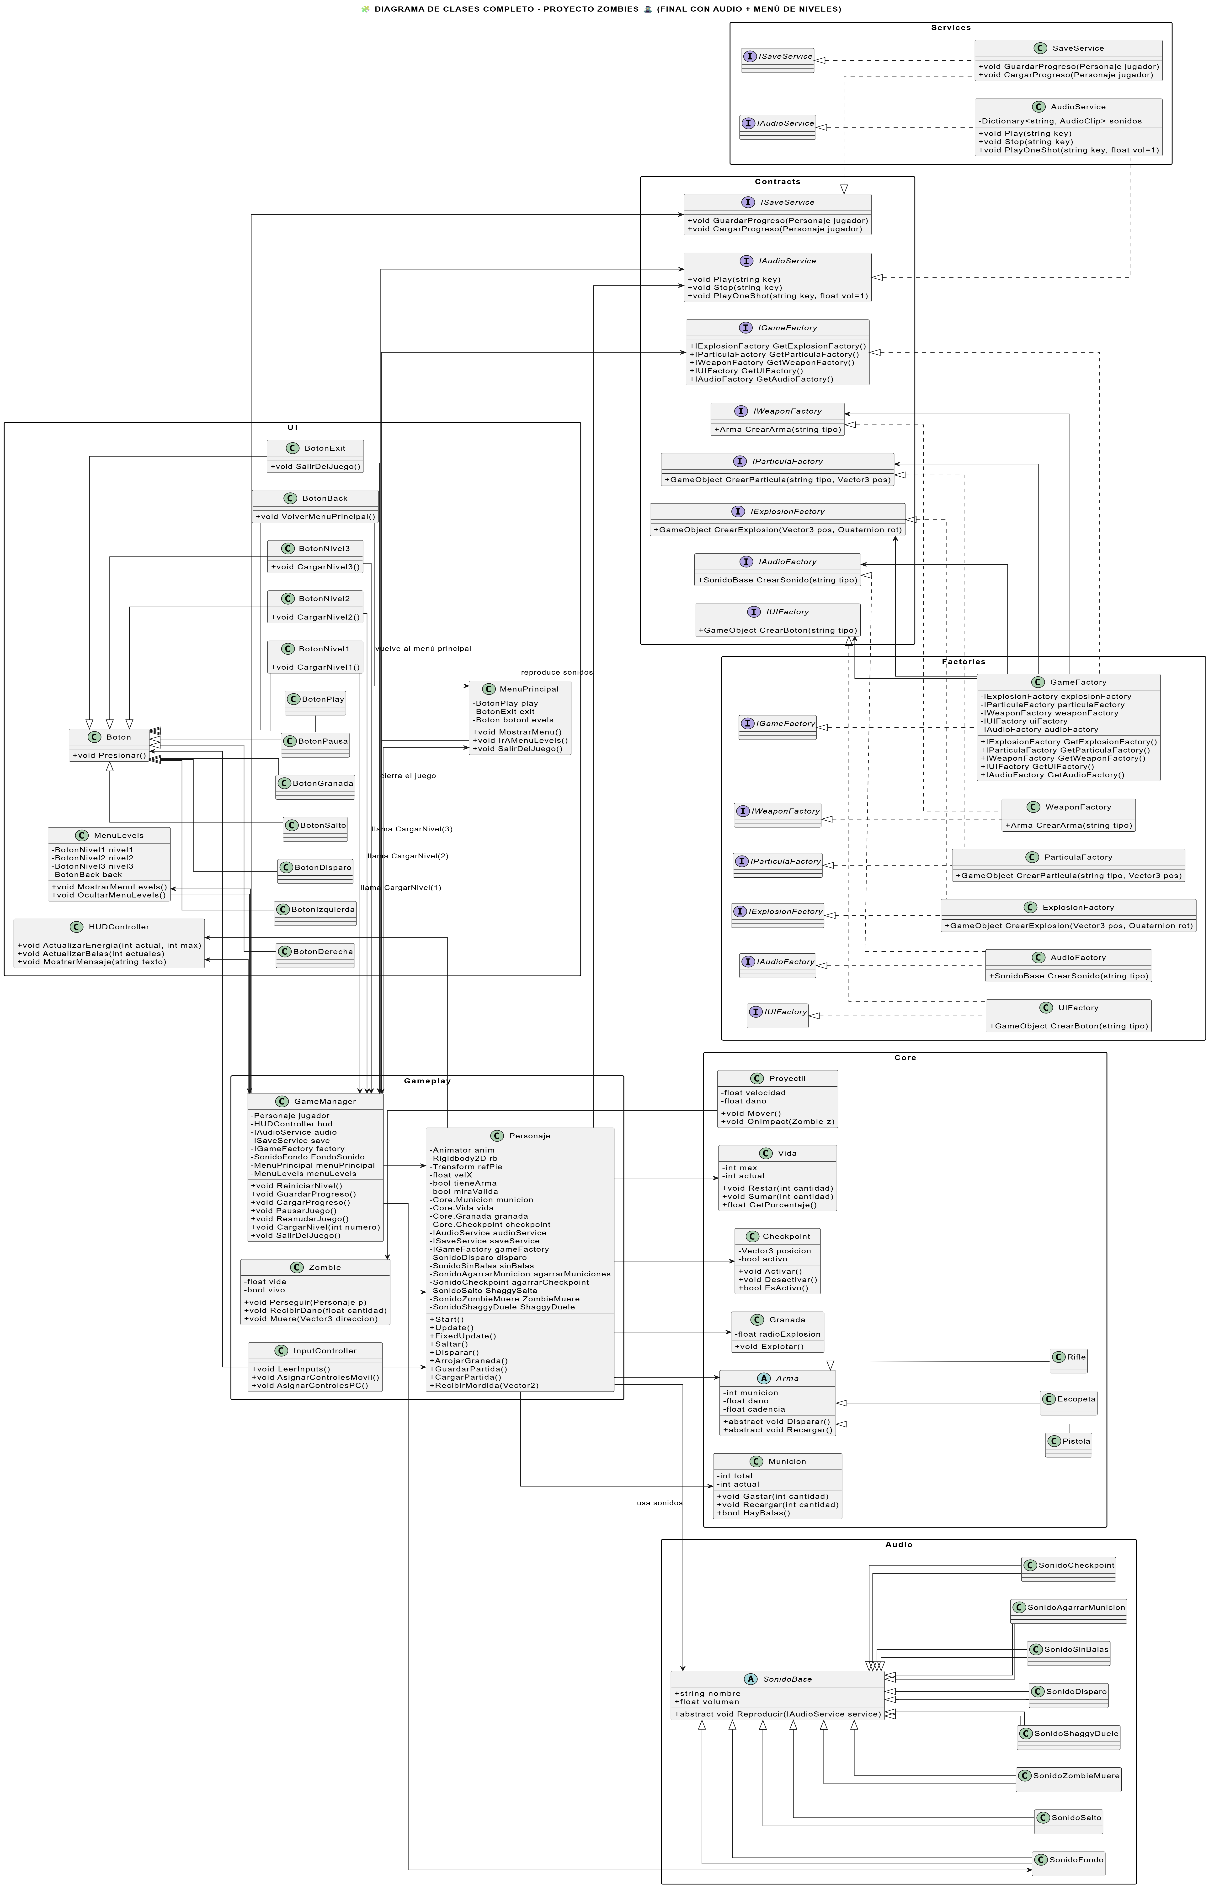 DIAGRAMA DE CLASES COMPLETO - PROYECTO ZOMBIES (FINAL CON AUDIO + MENÚ DE NIVELES)
Services
ISaveService
SaveService
+void GuardarProgreso(Personaje jugador)
+void CargarProgreso(Personaje jugador)
IAudioService
AudioService
-Dictionary<string, AudioClip> sonidos
+void Play(string key)
+void Stop(string key)
+void PlayOneShot(string key, float vol=1)
Contracts
ISaveService
+void GuardarProgreso(Personaje jugador)
+void CargarProgreso(Personaje jugador)
IAudioService
+void Play(string key)
+void Stop(string key)
+void PlayOneShot(string key, float vol=1)
IGameFactory
+IExplosionFactory GetExplosionFactory()
+IParticulaFactory GetParticulaFactory()
+IWeaponFactory GetWeaponFactory()
+IUIFactory GetUIFactory()
+IAudioFactory GetAudioFactory()
IWeaponFactory
+Arma CrearArma(string tipo)
IParticulaFactory
+GameObject CrearParticula(string tipo, Vector3 pos)
IExplosionFactory
+GameObject CrearExplosion(Vector3 pos, Quaternion rot)
IAudioFactory
+SonidoBase CrearSonido(string tipo)
IUIFactory
+GameObject CrearBoton(string tipo)
UI
BotonExit
+void SalirDelJuego()
BotonBack
+void VolverMenuPrincipal()
BotonNivel3
+void CargarNivel3()
BotonNivel2
+void CargarNivel2()
BotonNivel1
+void CargarNivel1()
vuelve al menú principal
reproduce sonidos
BotonPlay
MenuPrincipal
-BotonPlay play
-BotonExit exit
-Boton botonLevels
+void MostrarMenu()
+void IrAMenuLevels()
+void SalirDelJuego()
Boton
+void Presionar()
BotonPausa
BotonGranada
cierra el juego
BotonSalto
llama CargarNivel(3)
MenuLevels
-BotonNivel1 nivel1
-BotonNivel2 nivel2
-BotonNivel3 nivel3
-BotonBack back
+void MostrarMenuLevels()
+void OcultarMenuLevels()
llama CargarNivel(2)
BotonDisparo
llama CargarNivel(1)
BotonIzquierda
HUDController
+void ActualizarEnergia(int actual, int max)
+void ActualizarBalas(int actuales)
+void MostrarMensaje(string texto)
BotonDerecha
Factories
GameFactory
-IExplosionFactory explosionFactory
-IParticulaFactory particulaFactory
-IWeaponFactory weaponFactory
-IUIFactory uiFactory
-IAudioFactory audioFactory
+IExplosionFactory GetExplosionFactory()
+IParticulaFactory GetParticulaFactory()
+IWeaponFactory GetWeaponFactory()
+IUIFactory GetUIFactory()
+IAudioFactory GetAudioFactory()
IGameFactory
IWeaponFactory
WeaponFactory
+Arma CrearArma(string tipo)
IParticulaFactory
ParticulaFactory
+GameObject CrearParticula(string tipo, Vector3 pos)
IExplosionFactory
ExplosionFactory
+GameObject CrearExplosion(Vector3 pos, Quaternion rot)
IAudioFactory
AudioFactory
+SonidoBase CrearSonido(string tipo)
IUIFactory
UIFactory
+GameObject CrearBoton(string tipo)
Gameplay
GameManager
-Personaje jugador
-HUDController hud
-IAudioService audio
-ISaveService save
-IGameFactory factory
-SonidoFondo FondoSonido
-MenuPrincipal menuPrincipal
-MenuLevels menuLevels
+void ReiniciarNivel()
+void GuardarProgreso()
+void CargarProgreso()
+void PausarJuego()
+void ReanudarJuego()
+void CargarNivel(int numero)
+void SalirDelJuego()
Personaje
-Animator anim
-Rigidbody2D rb
-Transform refPie
-float velX
-bool tieneArma
-bool miraValida
-Core.Municion municion
-Core.Vida vida
-Core.Granada granada
-Core.Checkpoint checkpoint
-IAudioService audioService
-ISaveService saveService
-IGameFactory gameFactory
-SonidoDisparo disparo
-SonidoSinBalas sinBalas
-SonidoAgarrarMunicion agarrarMuniciones
-SonidoCheckpoint agarrarCheckpoint
-SonidoSalto ShaggySalta
-SonidoZombieMuere ZombieMuere
-SonidoShaggyDuele ShaggyDuele
+Start()
+Update()
+FixedUpdate()
+Saltar()
+Disparar()
+ArrojarGranada()
+GuardarPartida()
+CargarPartida()
+RecibirMordida(Vector2)
Zombie
-float vida
-bool vivo
+void Perseguir(Personaje p)
+void RecibirDano(float cantidad)
+void Muere(Vector3 direccion)
InputController
+void LeerInputs()
+void AsignarControlesMovil()
+void AsignarControlesPC()
Core
Proyectil
-float velocidad
-float dano
+void Mover()
+void OnImpact(Zombie z)
Vida
-int max
-int actual
+void Restar(int cantidad)
+void Sumar(int cantidad)
+float GetPorcentaje()
Checkpoint
-Vector3 posicion
-bool activo
+void Activar()
+void Desactivar()
+bool EsActivo()
Granada
-float radioExplosion
+void Explotar()
Rifle
Arma
-int municion
-float dano
-float cadencia
+abstract void Disparar()
+abstract void Recargar()
Escopeta
Pistola
Municion
-int total
-int actual
+void Gastar(int cantidad)
+void Recargar(int cantidad)
+bool HayBalas()
usa sonidos
Audio
SonidoCheckpoint
SonidoAgarrarMunicion
SonidoSinBalas
SonidoBase
+string nombre
+float volumen
+abstract void Reproducir(IAudioService service)
SonidoDisparo
SonidoShaggyDuele
SonidoZombieMuere
SonidoSalto
SonidoFondo